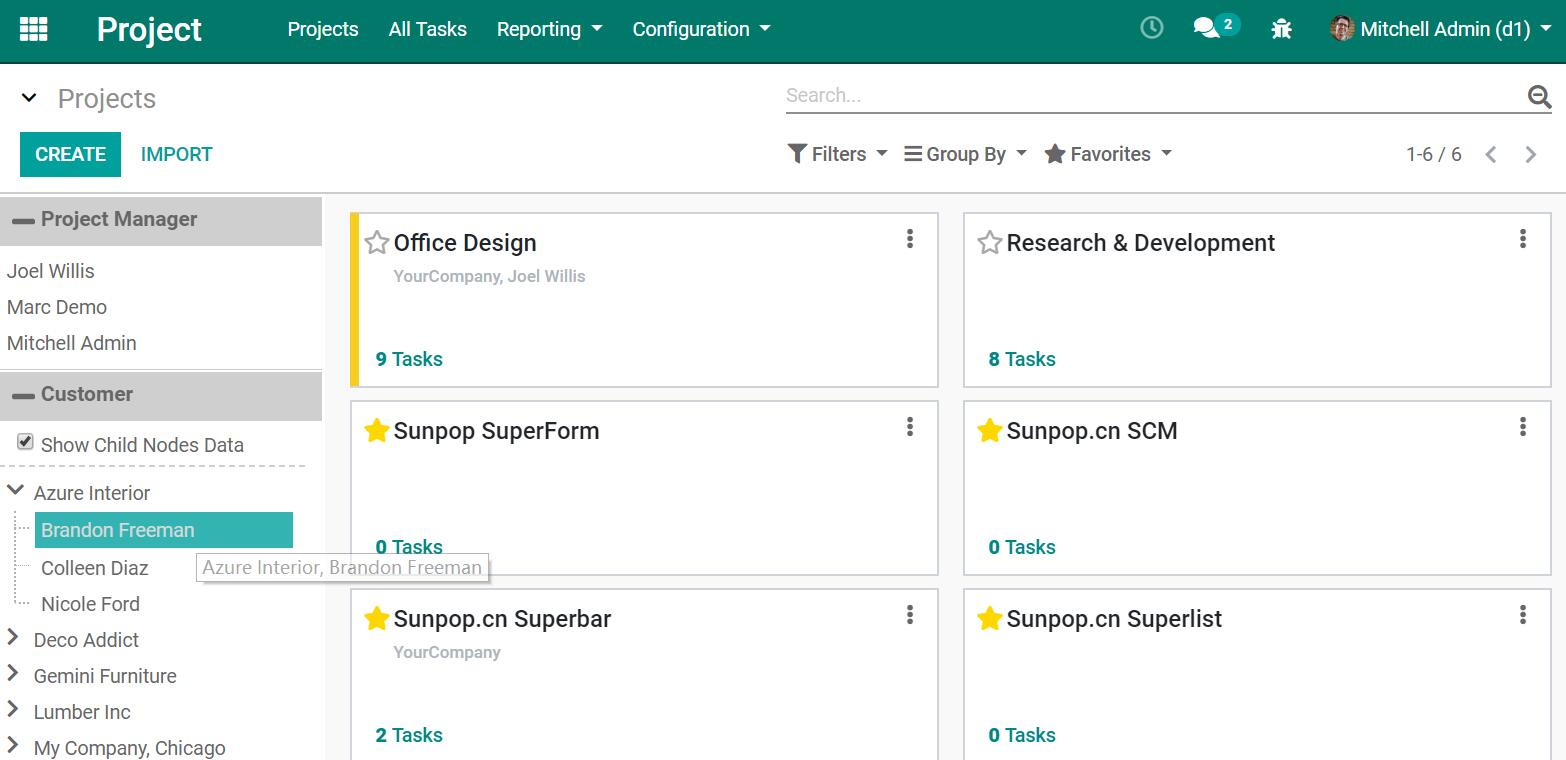 Project Projects All Tasks Reporting Configuration 2 Mitchell Admin (d1)
Projects
Search...
CREATE IMPORT
Filters Group By Favorites 1-6 / 6
Project Manager
Joel Willis
Marc Demo
Mitchell Admin
Customer
Show Child Nodes Data
Azure Interior
Brandon Freeman
Azure Interior, Brandon Freeman
Colleen Diaz
Nicole Ford
Deco Addict
Gemini Furniture
Lumber Inc
My Company, Chicago
Office Design
YourCompany, Joel Willis
9 Tasks
Research & Development
8 Tasks
Sunpop SuperForm
0 Tasks
Sunpop.cn SCM
0 Tasks
Sunpop.cn Superbar
YourCompany
2 Tasks
Sunpop.cn Superlist
0 Tasks